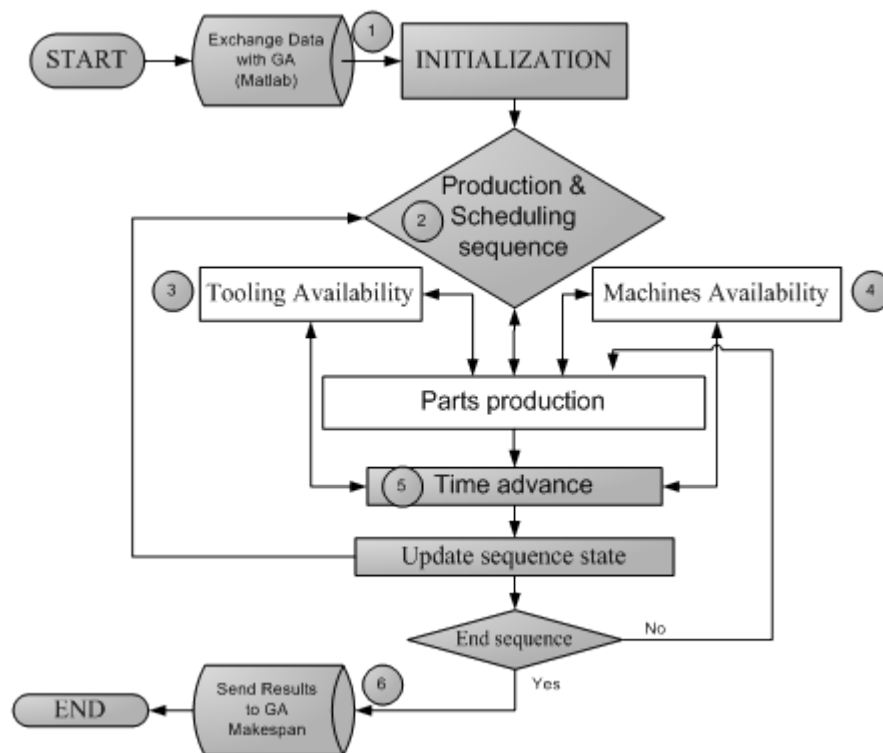 START
Exchange Data
with GA
(Matlab)
1
INITIALIZATION
Production &
Scheduling
sequence
2
3
Tooling Availability
Machines Availability
4
Parts production
5
Time advance
Update sequence state
End sequence
No
Yes
6
Send Results
to GA
Makespan
END